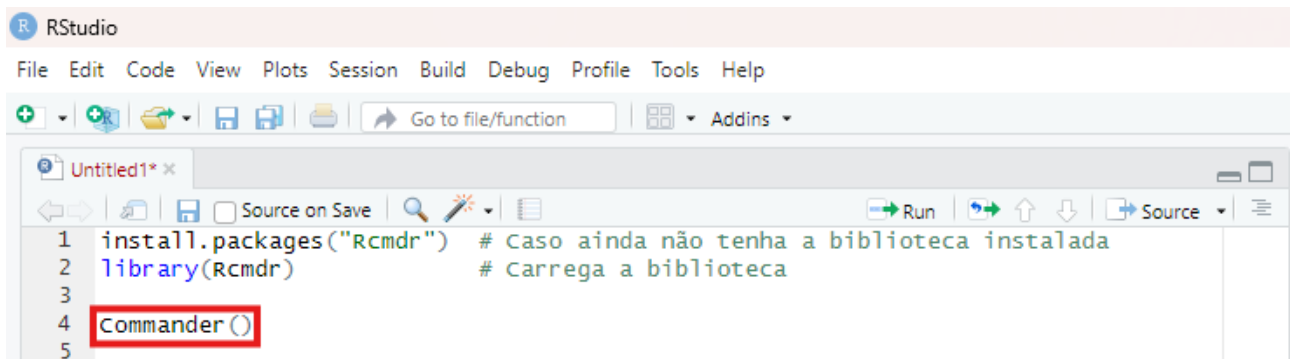 RStudio
File Edit Code View Plots Session Build Debug Profile Tools Help
Go to file/function Addins
Untitled1*
Source on Save Run Source
1 install.packages("Rcmdr") # Caso ainda não tenha a biblioteca instalada
2 library(Rcmdr) # Carrega a biblioteca
3
4 Commander()
5